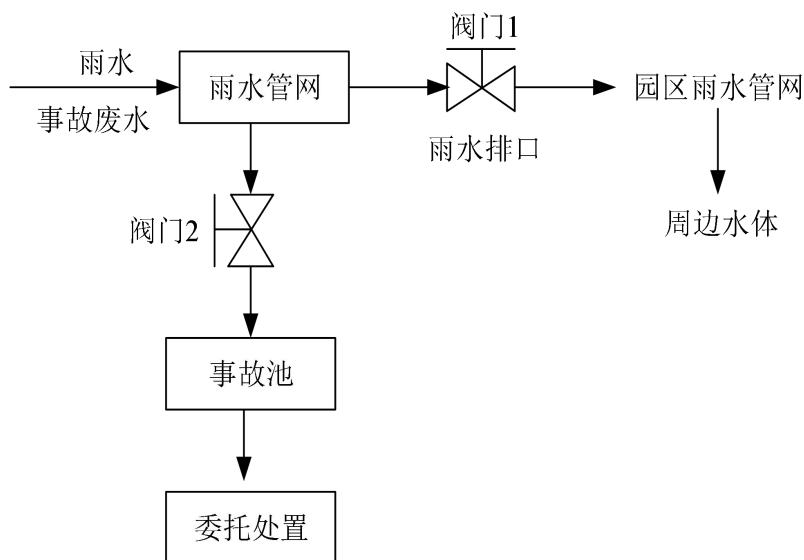 阀门1
雨水
雨水管网
园区雨水管网
事故废水
雨水排口
周边水体
阀门2
事故池
委托处置